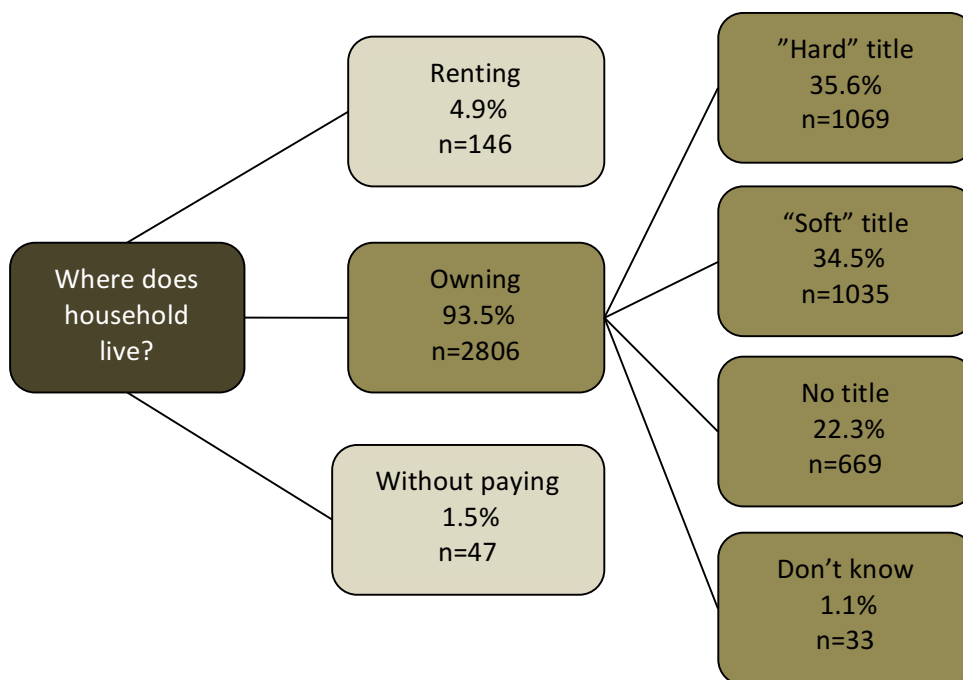 Where does
household
live?
Renting
4.9%
n=146
Owning
93.5%
n=2806
Without paying
1.5%
n=47
”Hard” title
35.6%
n=1069
“Soft” title
34.5%
n=1035
No title
22.3%
n=669
Don’t know
1.1%
n=33